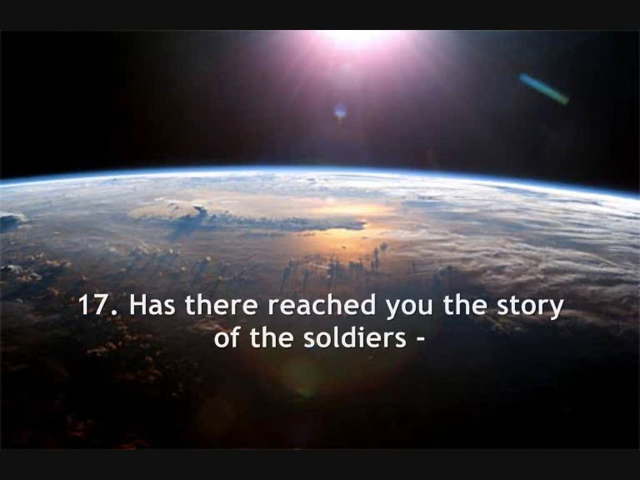 17. Has there reached you the story
of the soldiers -